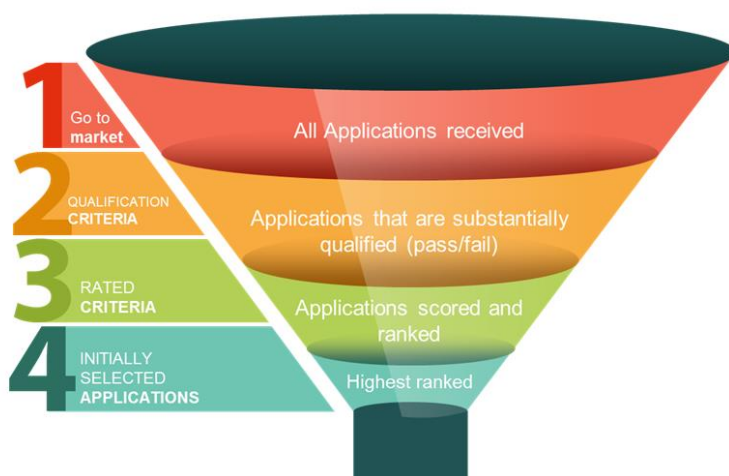 1
Go to
market
All Applications received
2
QUALIFICATION
CRITERIA
Applications that are substantially
qualified (pass/fail)
3
RATED
CRITERIA
Applications scored and
ranked
4
INITIALLY
SELECTED
APPLICATIONS
Highest ranked